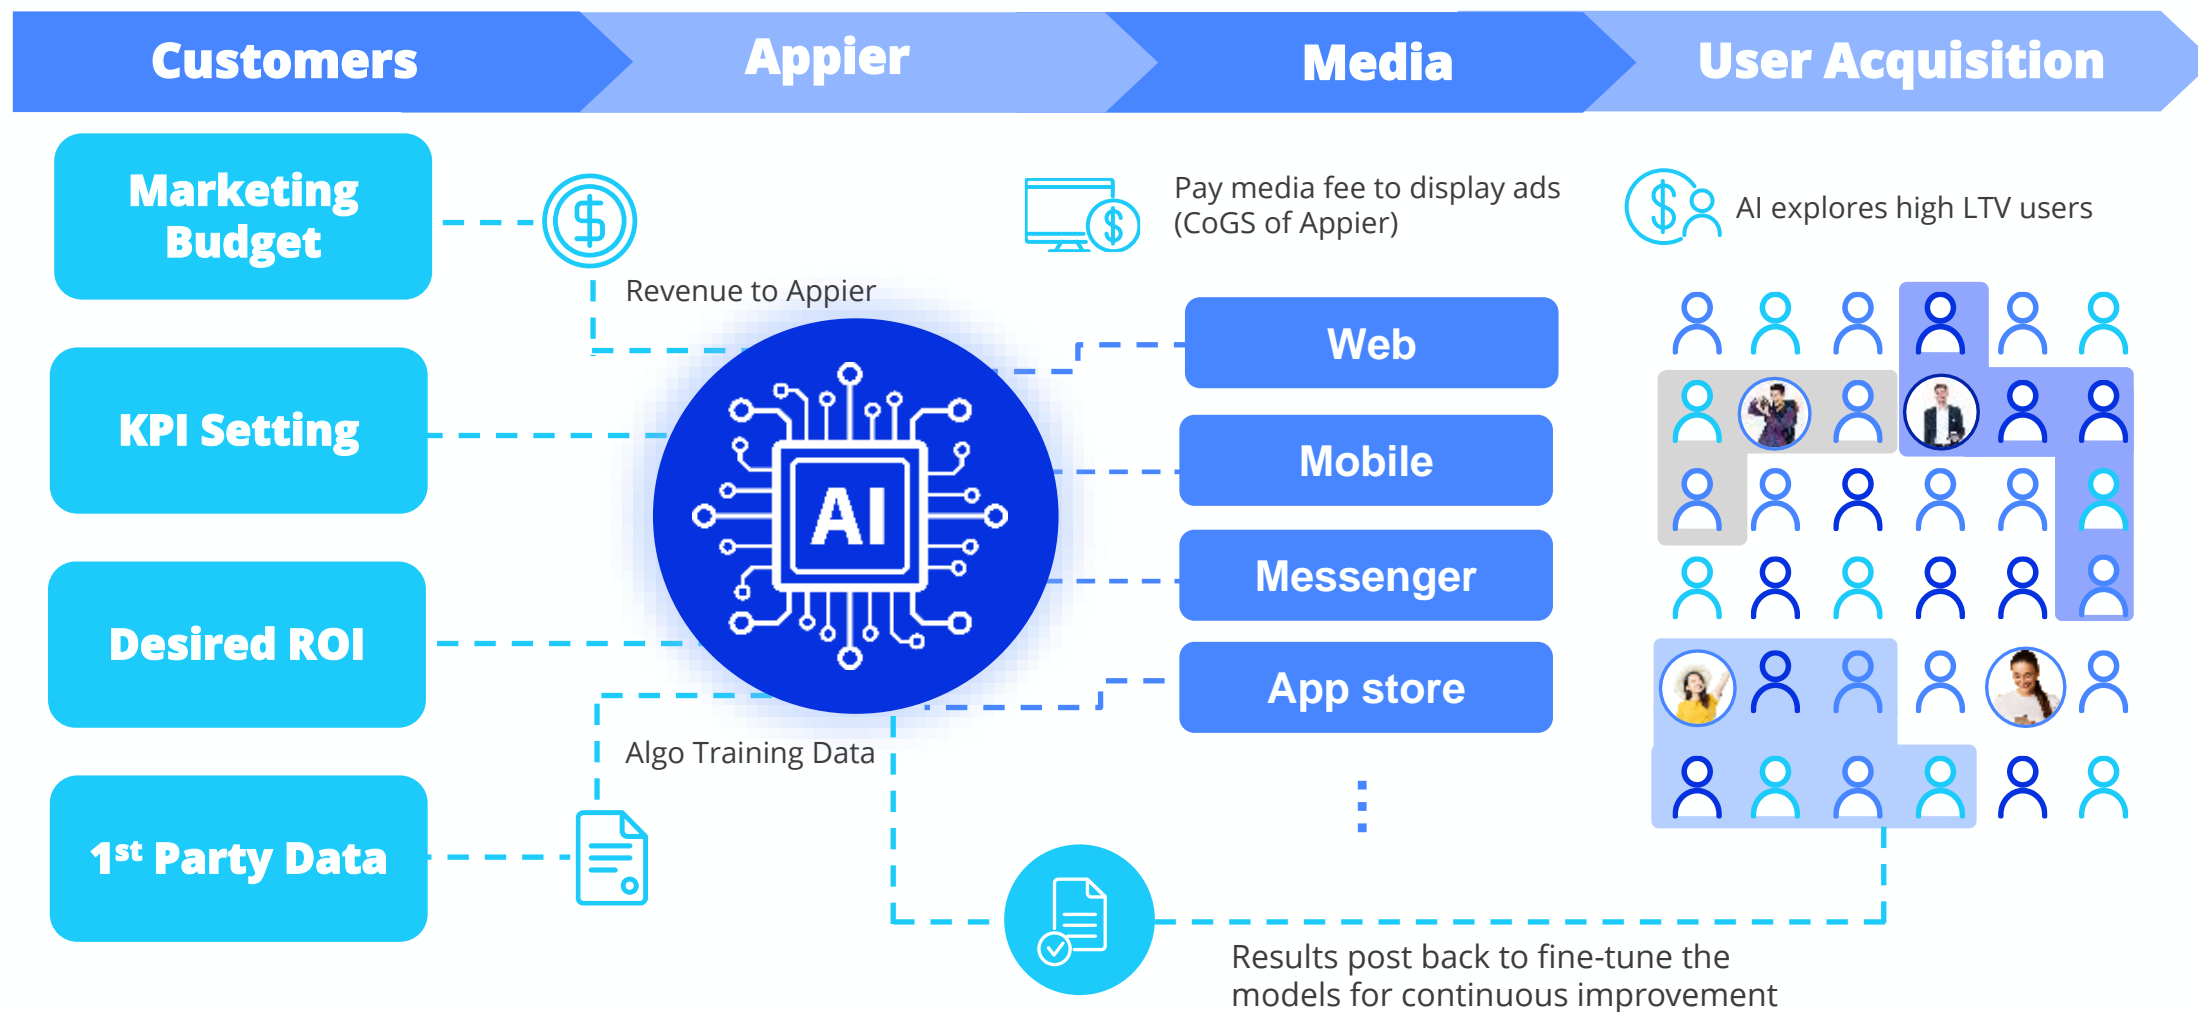 Customers
Appier
Media
User Acquisition
Marketing
Budget
Revenue to Appier
Pay media fee to display ads
(CoGS of Appier)
AI explores high LTV users
KPI Setting
Desired ROI
1st Party Data
AI
Algo Training Data
Web
Mobile
Messenger
App store
Results post back to fine-tune the
models for continuous improvement